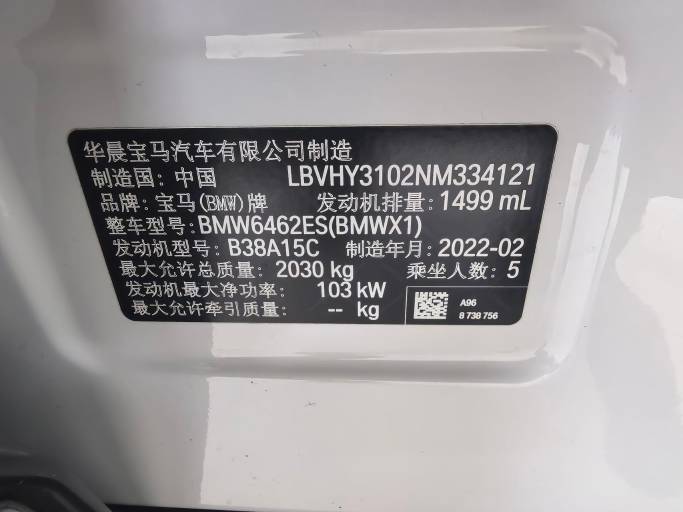 华晨宝马汽车有限公司制造
制造国: 中国 LBVHY3102NM334121
品牌: 宝马(BMW)牌 发动机排量: 1499 mL
整车型号: BMW6462ES(BMWX1)
发动机型号: B38A15C 制造年月: 2022-02
最大允许总质量: 2030 kg 乘坐人数: 5
发动机最大净功率: 103 kW
最大允许牵引质量: -- kg
A96
8 738 756